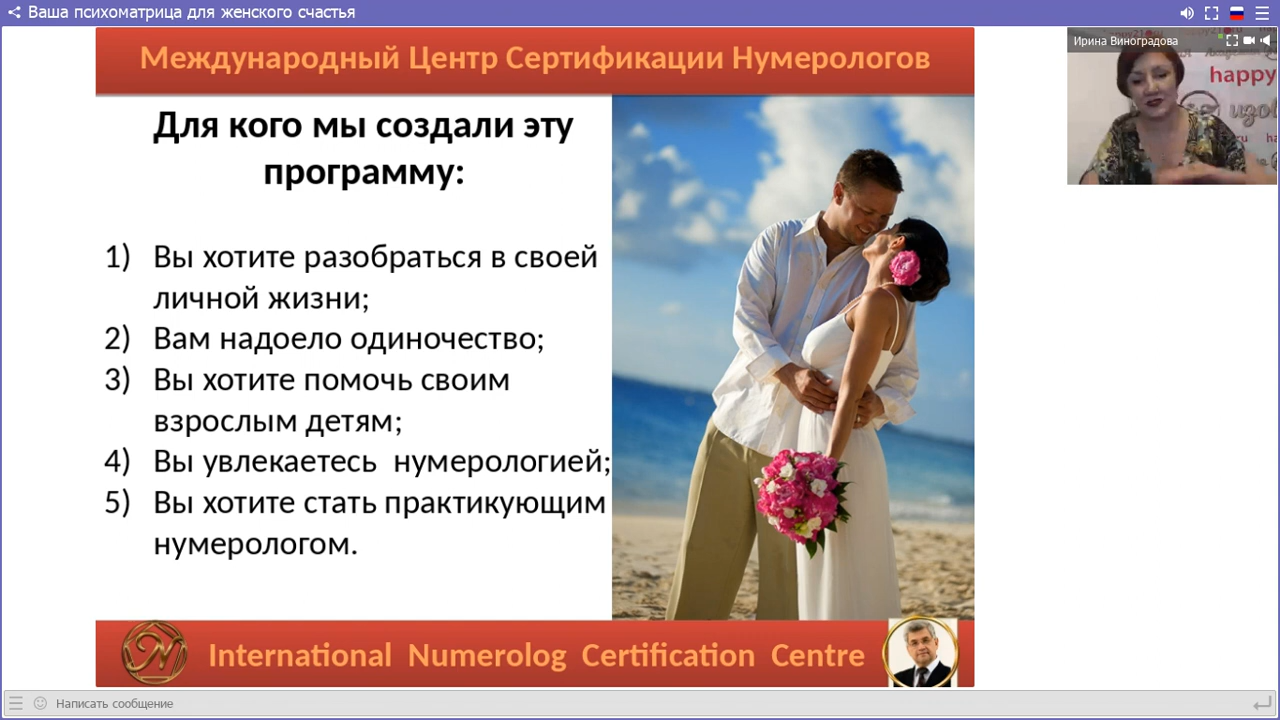 Ваша психоматрица для женского счастья
Международный Центр Сертификации Нумерологов
Ирина Виноградова
happy
Для кого мы создали эту
программу:
1) Вы хотите разобраться в своей
личной жизни;
2) Вам надоело одиночество;
3) Вы хотите помочь своим
взрослым детям;
4) Вы увлекаетесь нумерологией;
5) Вы хотите стать практикующим
нумерологом.
International Numerolog Certification Centre
Написать сообщение